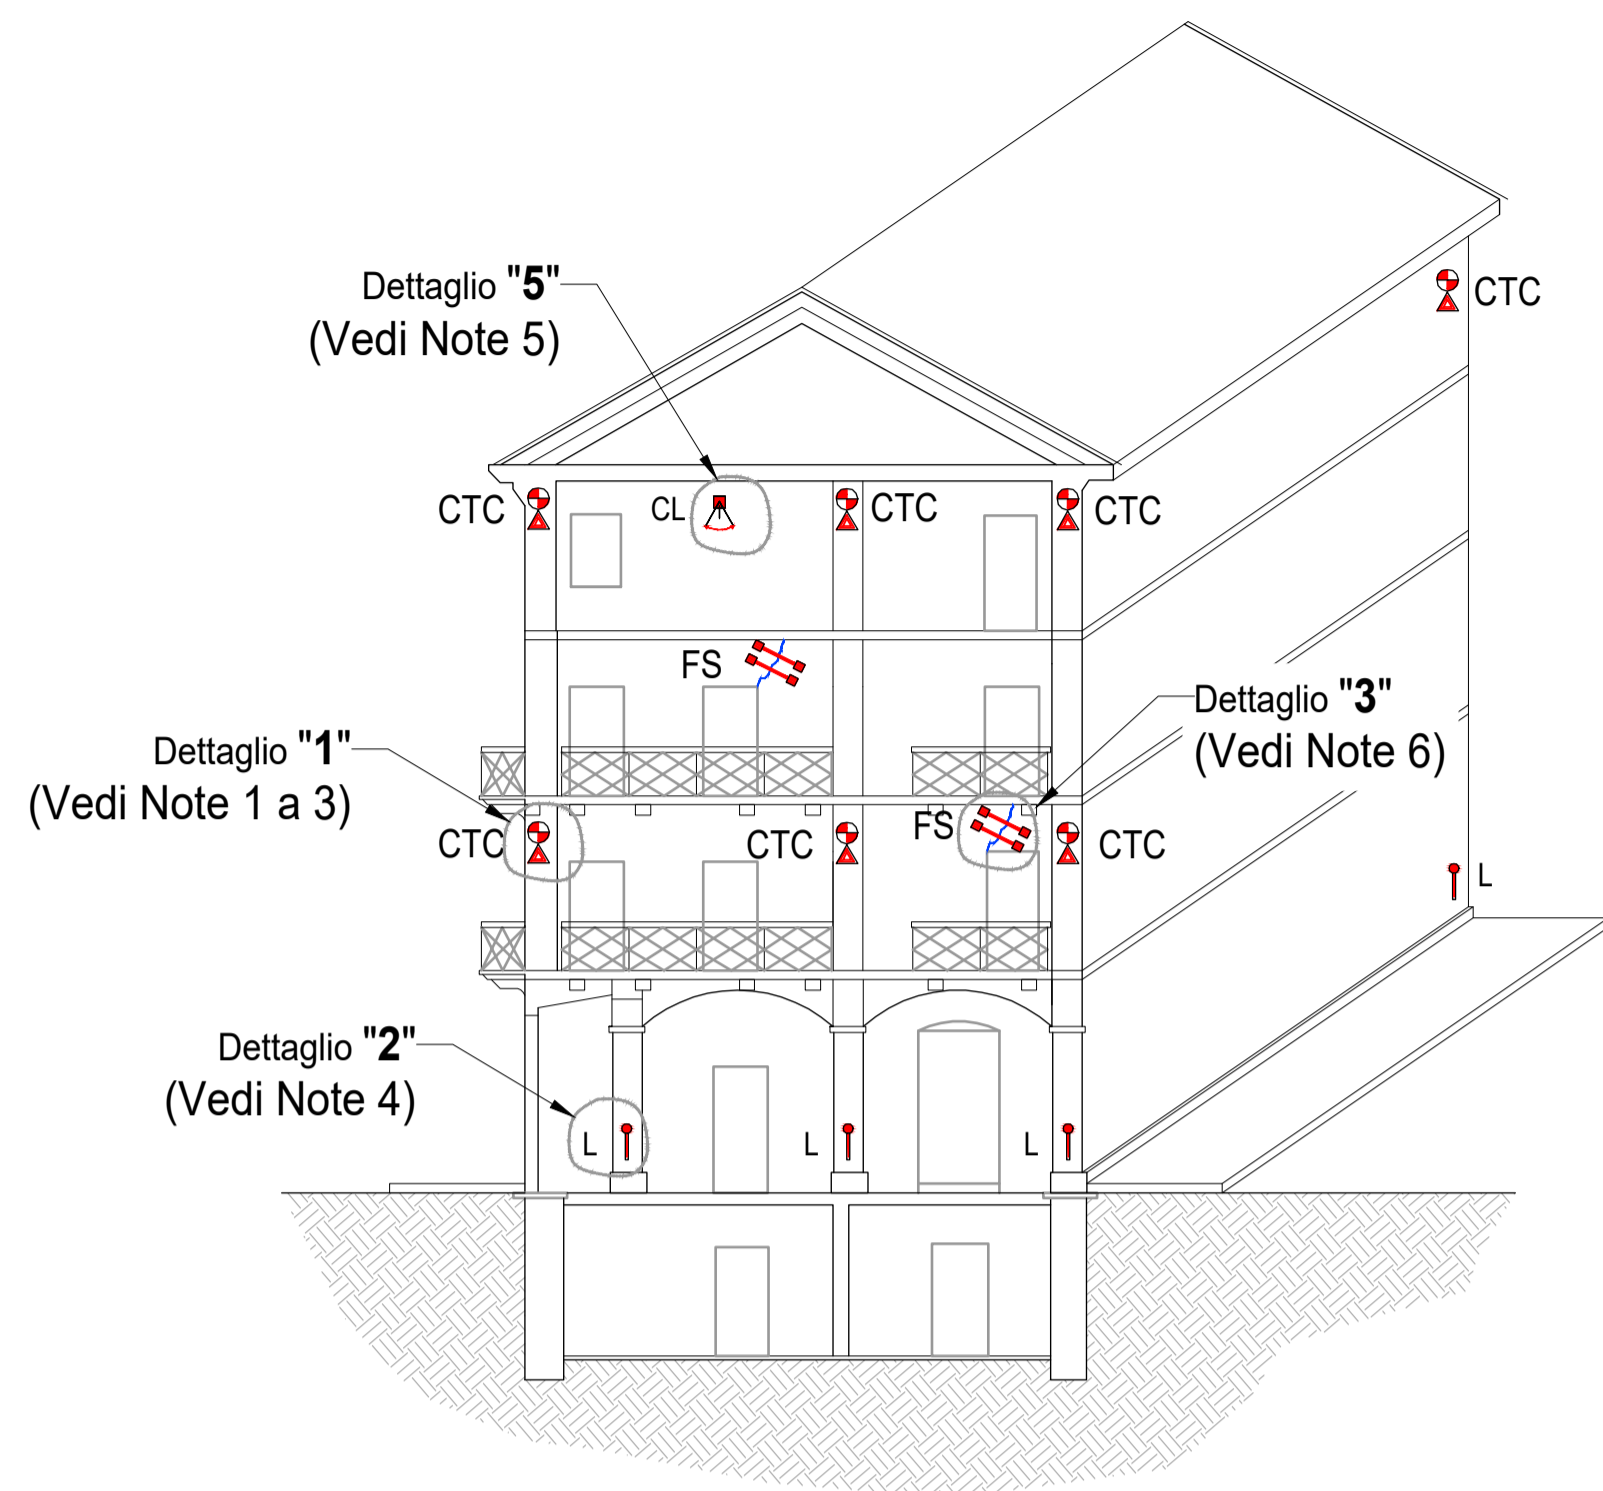 Dettaglio "5"
(Vedi Note 5)
CTC
CTC
CL
CTC
CTC
FS
Dettaglio "3"
(Vedi Note 6)
Dettaglio "1"
(Vedi Note 1 a 3)
CTC
CTC
FS
CTC
L
Dettaglio "2"
(Vedi Note 4)
L
L
L